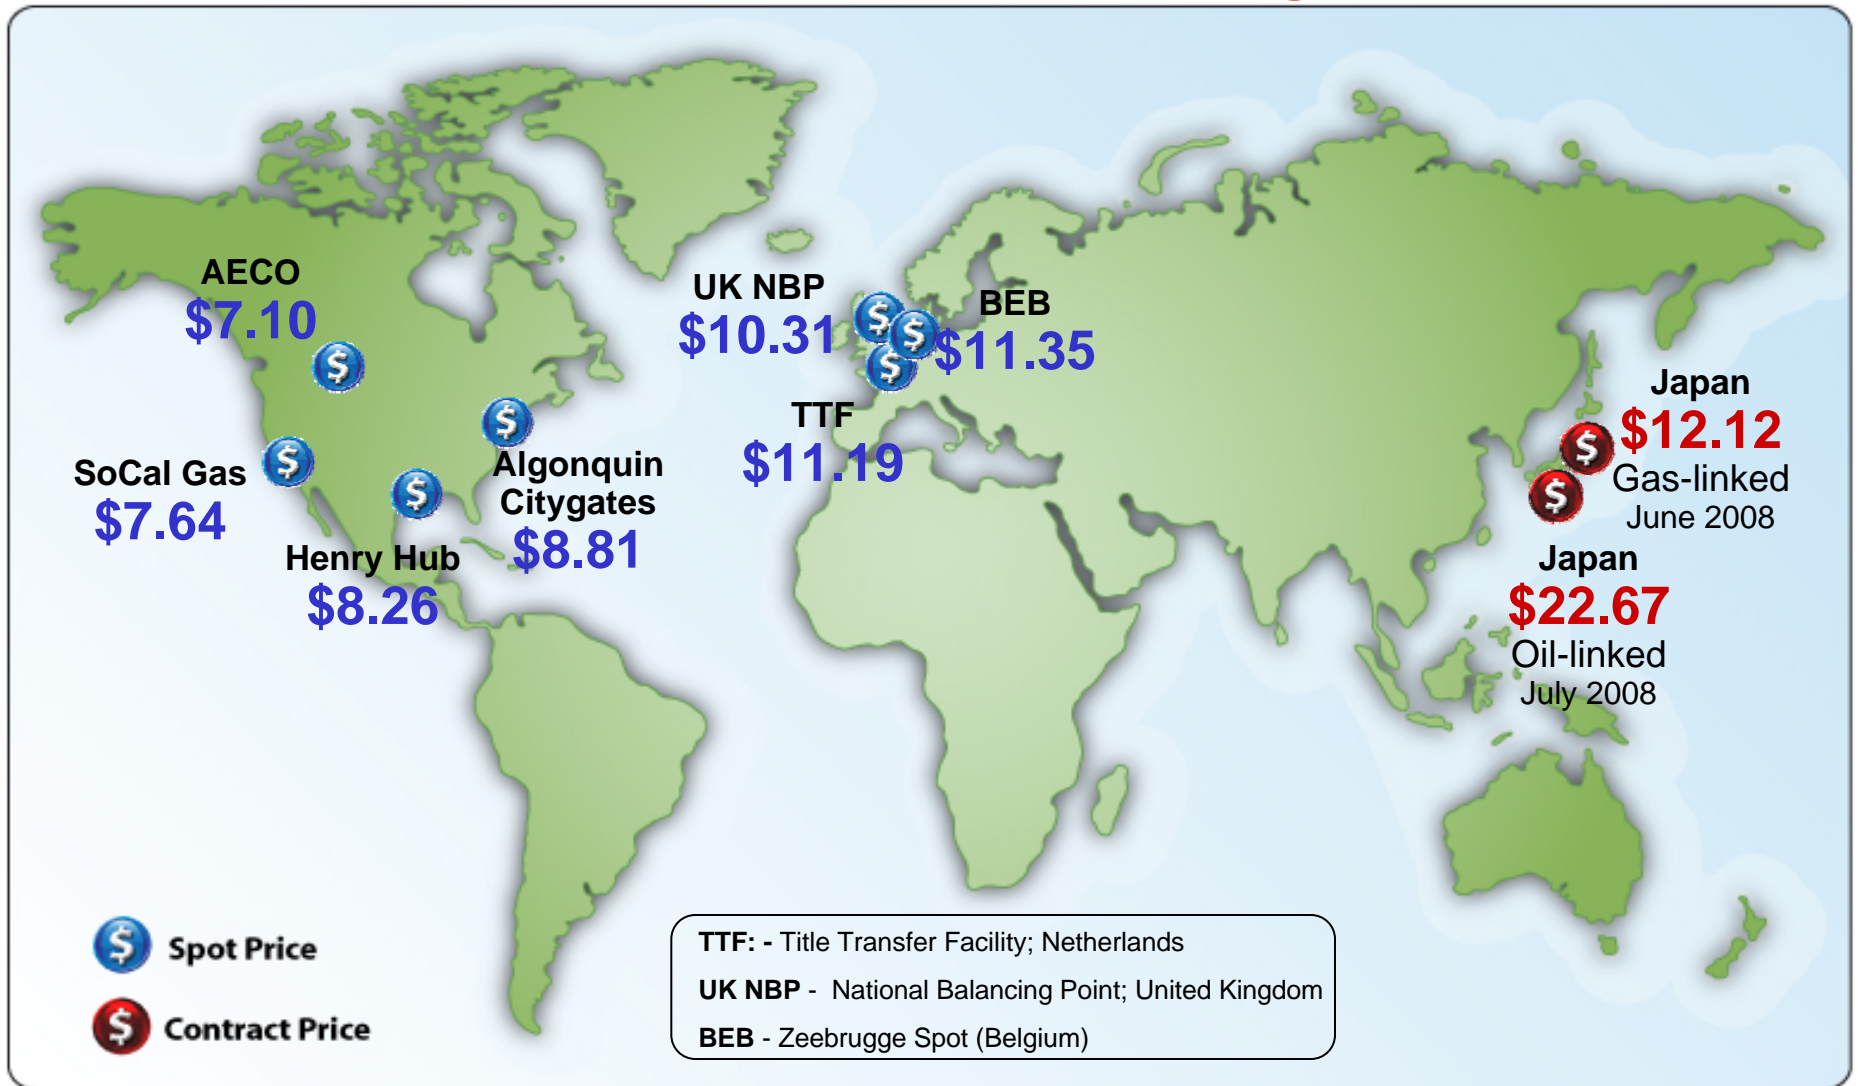 AECO
$7.10
UK NBP
$10.31
BEB
$11.35
Japan
$12.12
Gas-linked
June 2008
TTF
$11.19
SoCal Gas
$7.64
Algonquin
Citygates
$8.81
Henry Hub
$8.26
Japan
$22.67
Oil-linked
July 2008
Spot Price
Contract Price
TTF: - Title Transfer Facility; Netherlands
UK NBP - National Balancing Point; United Kingdom
BEB - Zeebrugge Spot (Belgium)